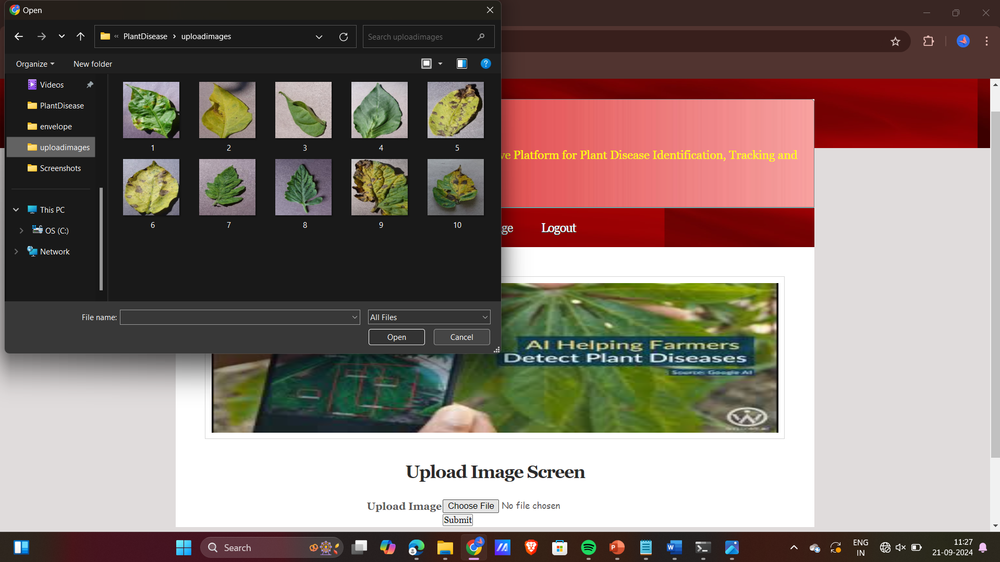 Open
« PlantDisease > uploadimages
Search uploadimages
Organize
New folder
Videos
PlantDisease
envelope
uploadimages
Screenshots
This PC
OS (C:)
Network
1
2
3
4
5
6
7
8
9
10
File name:
All Files
Open
Cancel
ve Platform for Plant Disease Identification, Tracking and
ge
Logout
AI Helping Farmers
Detect Plant Diseases
Source: Google AI
Upload Image Screen
Upload Image Choose File No file chosen
Submit
Search
ENG
IN
11:27
21-09-2024